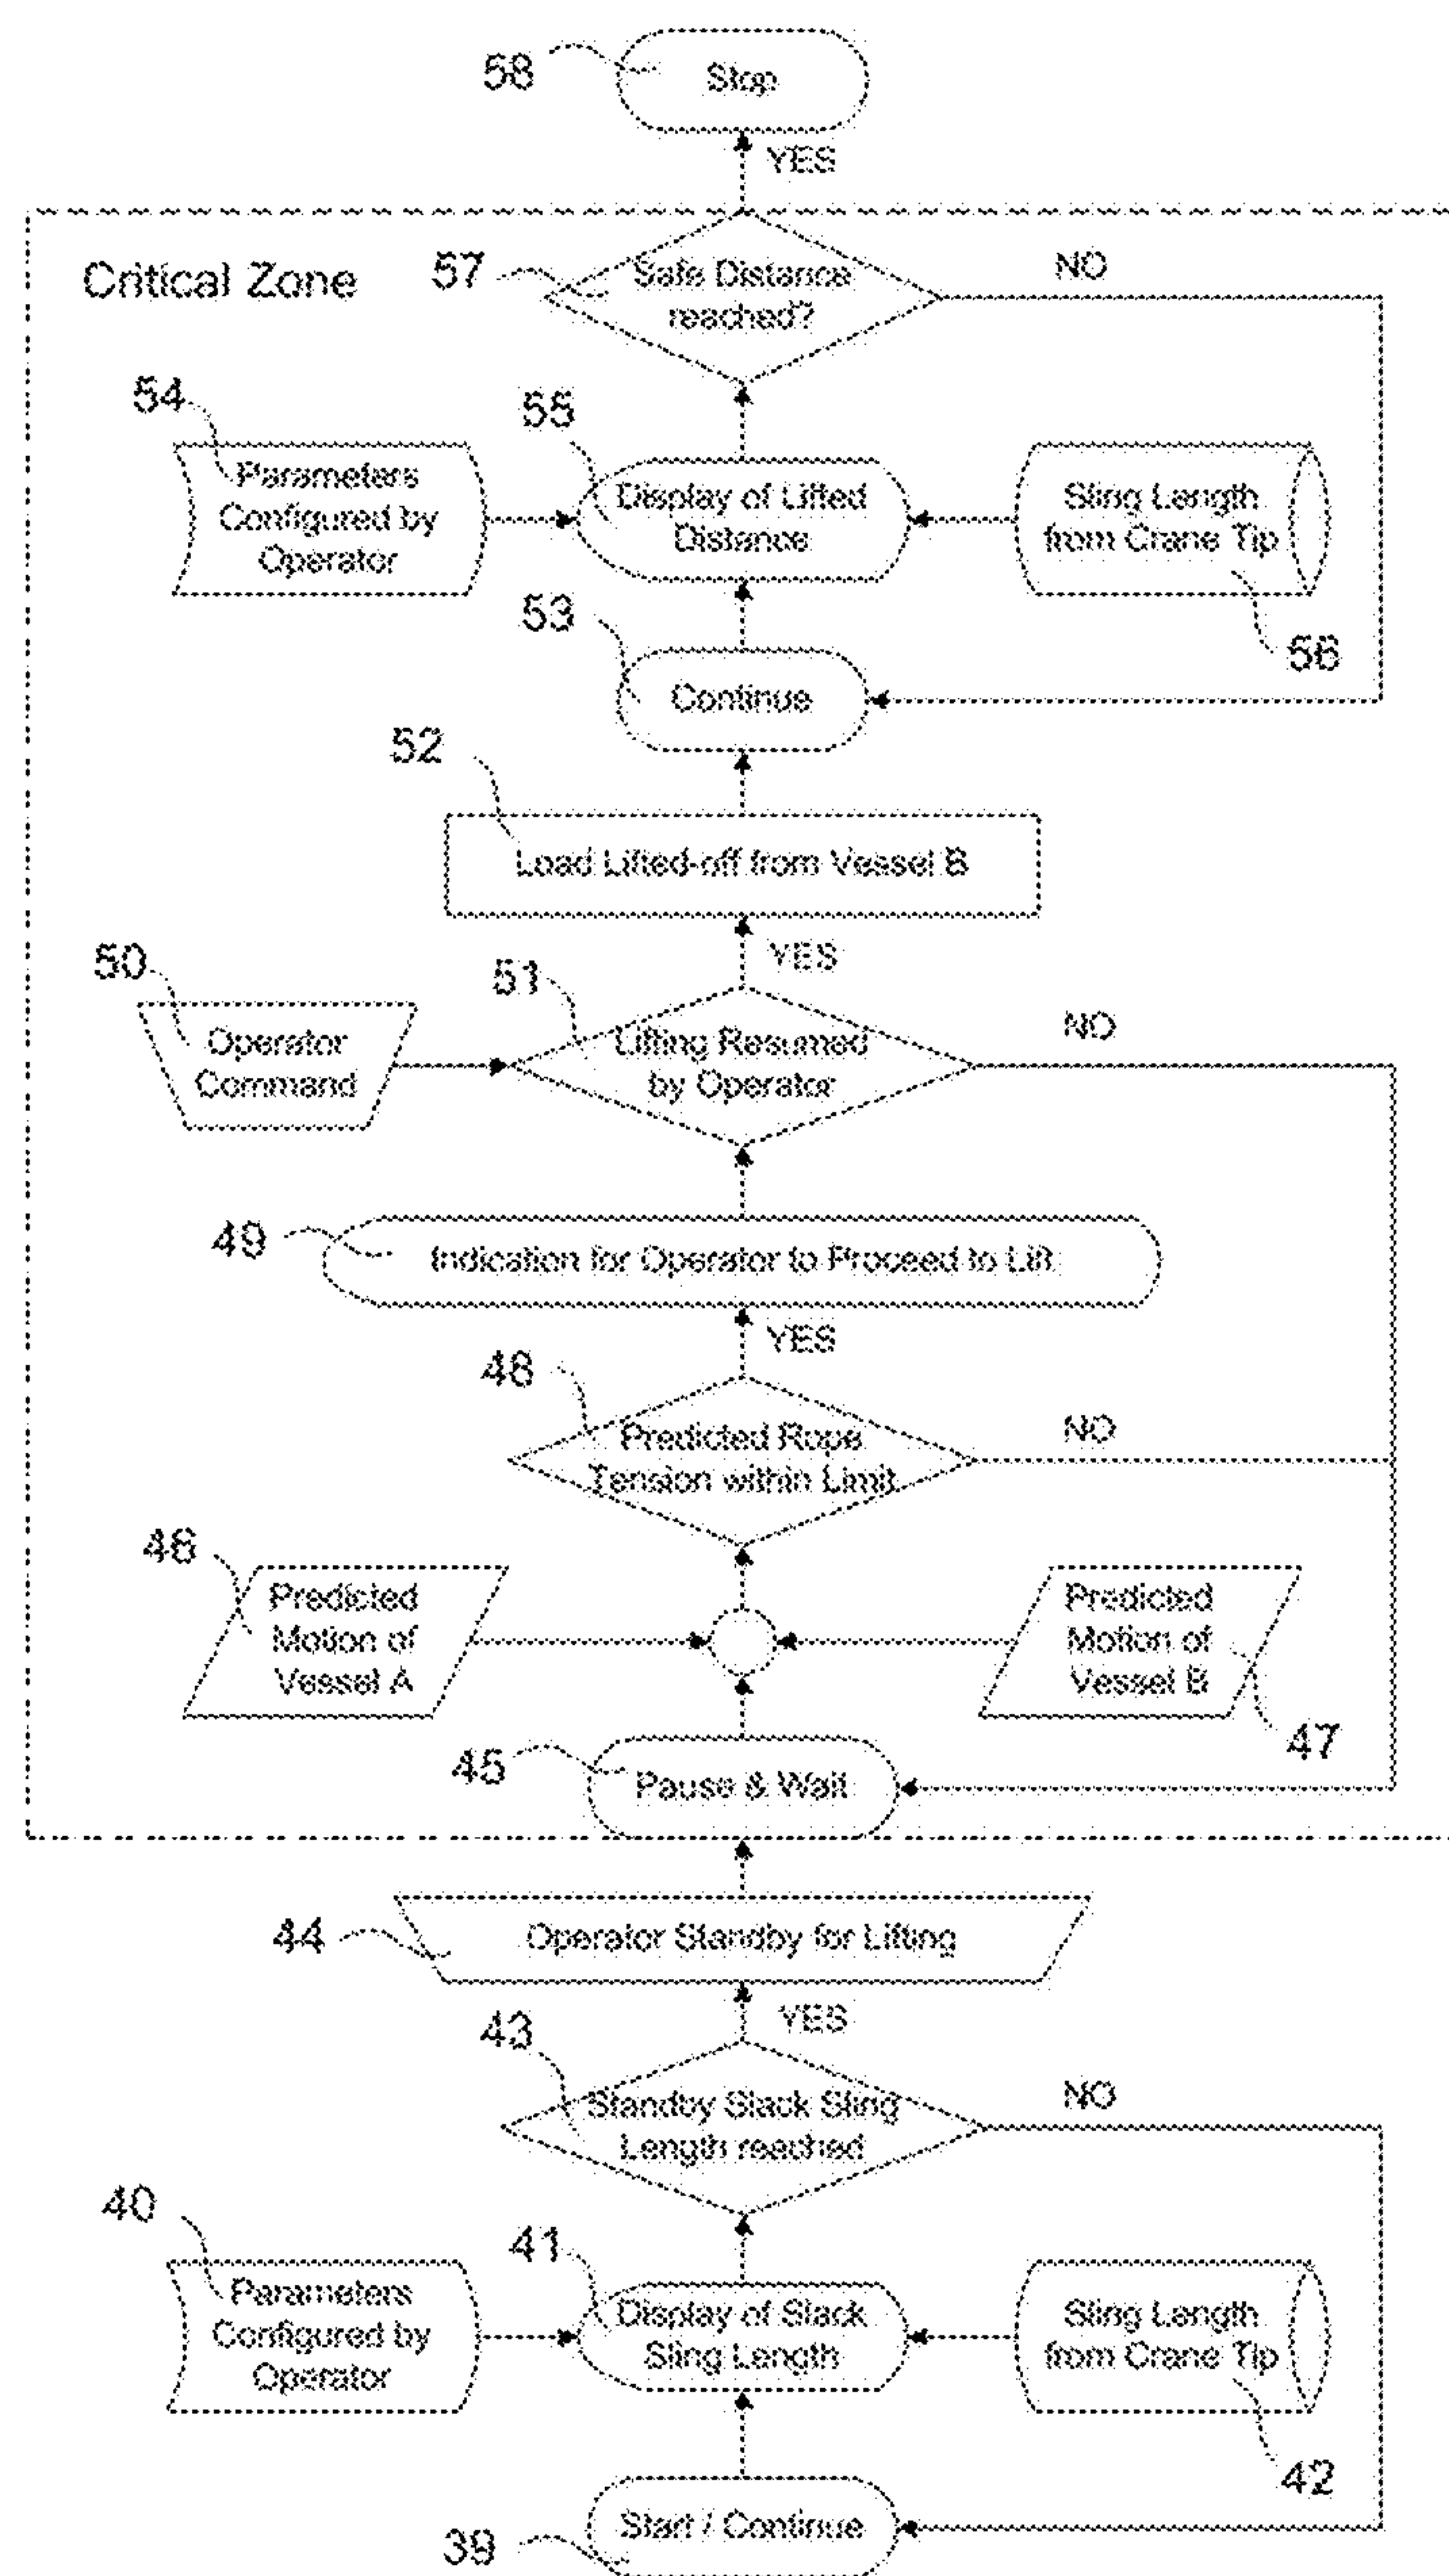 58
Stop
YES
Critical Zone
57
Safe Distance
reached?
NO
54
Parameters
Configured by
Operator
55
Display of Lifted
Distance
Sling Length
from Crane Tip
56
53
Continue
52
Load Lifted-off from Vessel B
YES
50
Operator
Command
51
Lifting Resumed
by Operator
NO
49
Indication for Operator to Proceed to Lift
YES
48
Predicted Rope
Tension within Limit
NO
46
Predicted
Motion of
Vessel A
Predicted
Motion of
Vessel B
47
45
Pause & Wait
44
Operator Standby for Lifting
YES
43
Standby Slack Sling
Length reached
NO
40
Parameters
Configured by
Operator
41
Display of Slack
Sling Length
Sling Length
from Crane Tip
42
Start / Continue
39